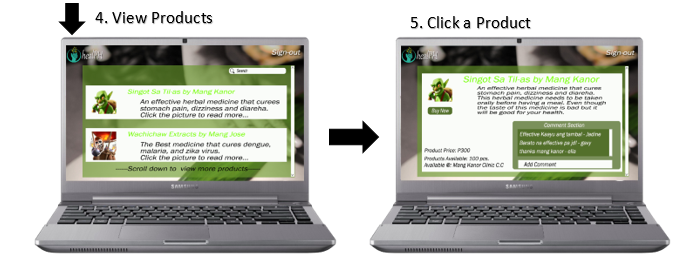 4. View Products
Sign-out
Search
Singot Sa Til-as by Mang Kanor
An effective herbal medicine that curees
stomach pain, dizziness and diareha.
Click the picture to read more...
Wachichaw Extracts by Mang Jose
The Best medicine that cures dengue,
malaria, and zika virus.
Click the picture to read more...
-----Scroll down to view more products-----
SAMSUNG
5. Click a Product
Sign-out
Singot Sa Til-as by Mang Kanor
An effective herbal medicine that curees
stomach pain, dizziness and diareha.
This herbal medicine needs to be taken
orally before having a meal. Even though
the taste of this medicine is bad but it
will be good for your health.
Buy Now
Comment Section
Effective Kaayu ang tambal - Jadine
Barato na effective pa jd! - gavy
thanks mang kanor - ella
Add Comment
Product Price: P300
Products Available: 100 pcs.
Available @: Mang Kanor Clinic C.C
SAMSUNG